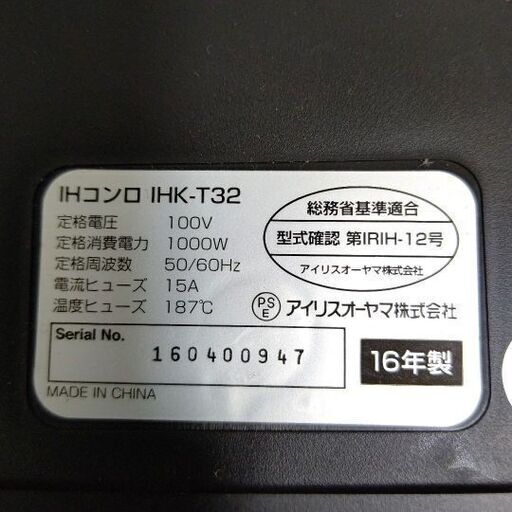 IHコンロ IHK-T32
定格電圧 100V
定格消費電力 1000W
定格周波数 50/60Hz
電流ヒューズ 15A
温度ヒューズ 187℃
総務省基準適合
型式確認 第IRIH-12号
アイリスオーヤマ株式会社
PSE アイリスオーヤマ株式会社
Serial No.
160400947
16年製
MADE IN CHINA